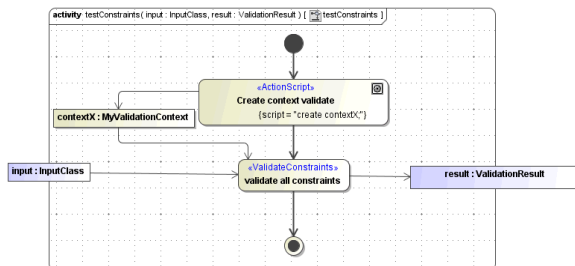 activity testConstraints( input : InputClass, result : ValidationResult ) [ testConstraints ]
«ActionScript»
Create context validate
{script = "create contextX;"}
contextX : MyValidationContext
«ValidateConstraints»
validate all constraints
input : InputClass
result : ValidationResult